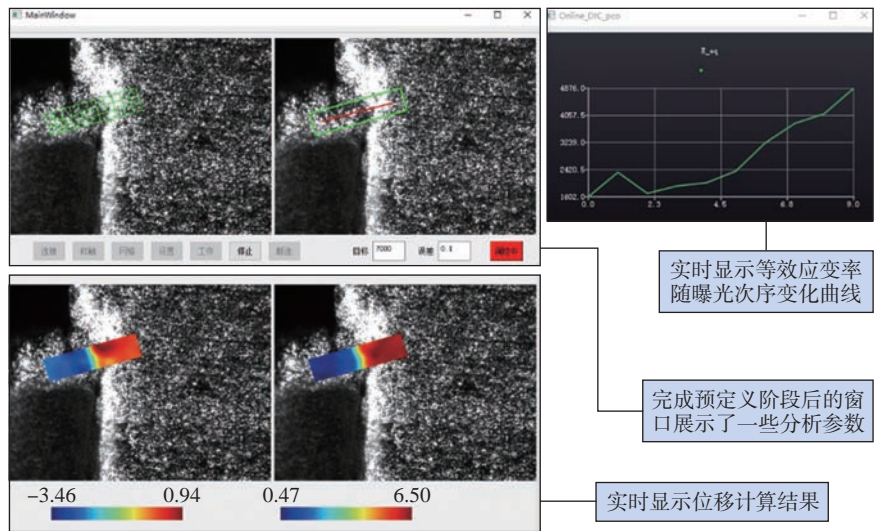 MainWindow
停止
目标 7000 误差 0.1
Online_DIC_pco
4876.0
4057.5
3239.0
2420.5
1602.0
0.0 2.3 4.5 6.8 9.0
实时显示等效应变率
随曝光次序变化曲线
完成预定义阶段后的窗
口展示了一些分析参数
−3.46 0.94 0.47 6.50
实时显示位移计算结果